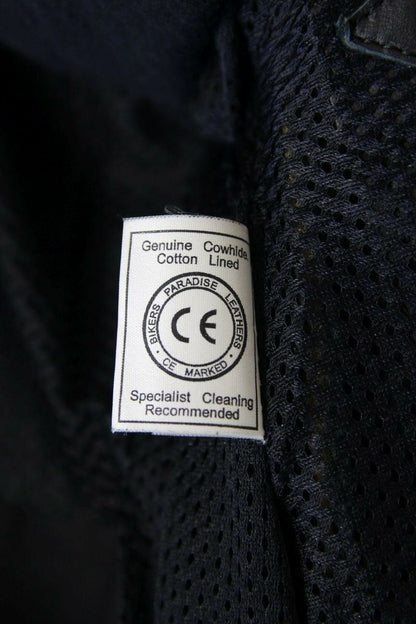 Genuine Cowhide,
Cotton Lined
BIKERS PARADISE LEATHERS
CE
• CE MARKED •
Specialist Cleaning
Recommended